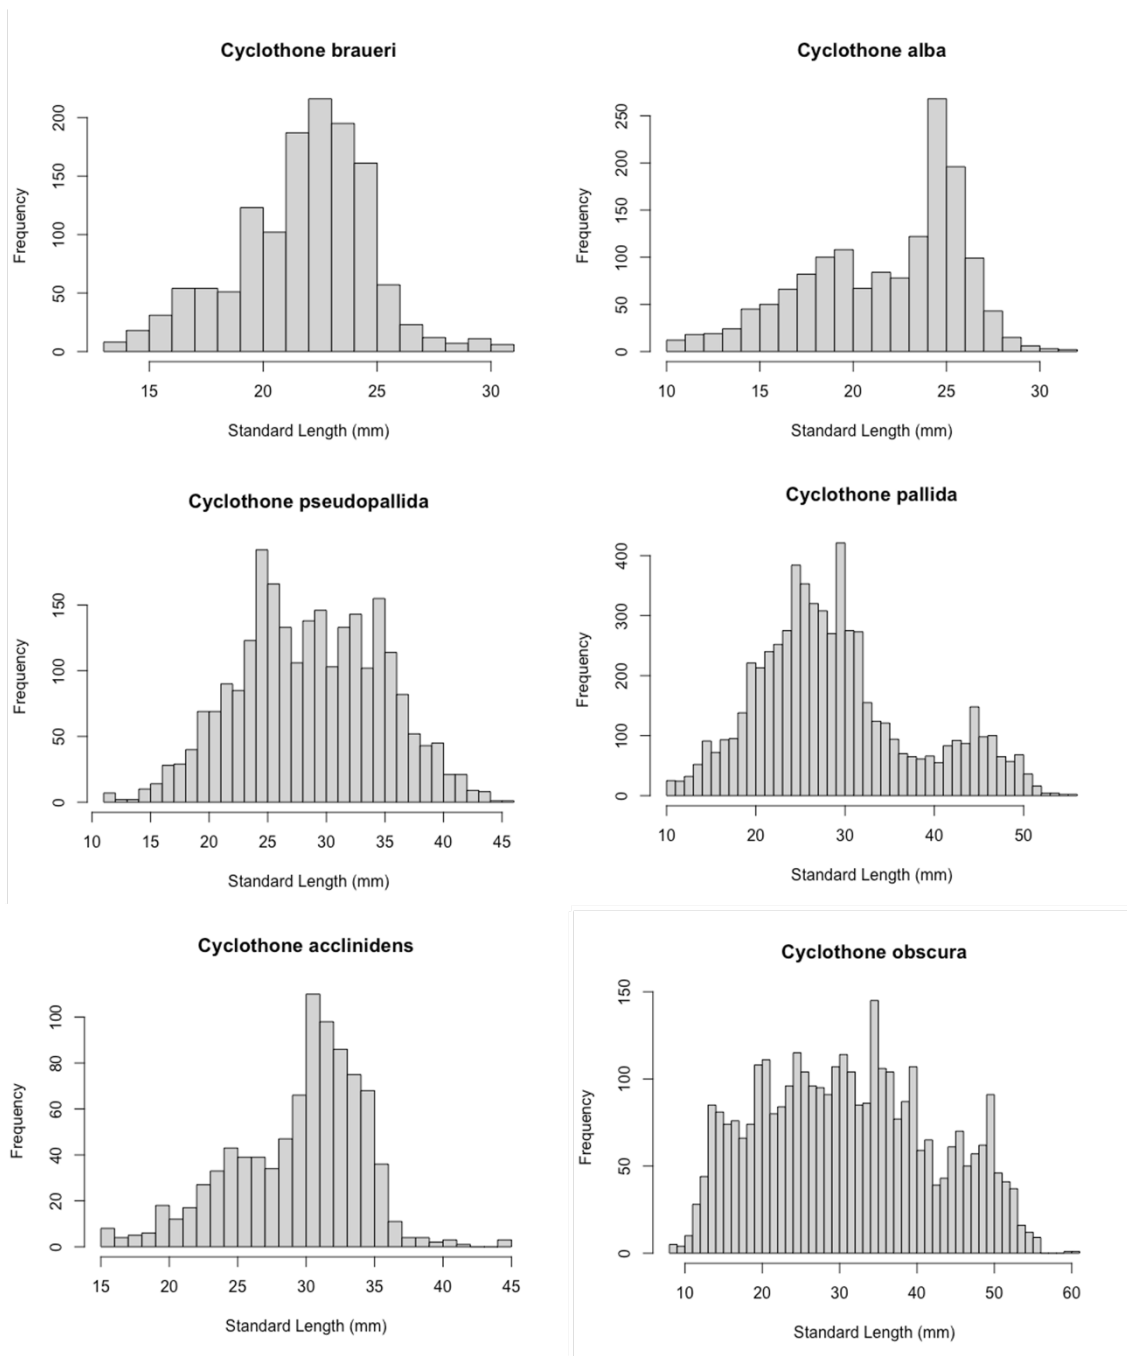 Cyclothone braueri
Frequency
0 50 100 150 200
15 20 25 30
Standard Length (mm)
Cyclothone alba
Frequency
0 50 100 150 200 250
10 15 20 25 30
Standard Length (mm)
Cyclothone pseudopallida
Frequency
0 50 100 150
10 15 20 25 30 35 40 45
Standard Length (mm)
Cyclothone pallida
Frequency
0 100 200 300 400
10 20 30 40 50
Standard Length (mm)
Cyclothone acclinidens
Frequency
0 20 40 60 80 100
15 20 25 30 35 40 45
Standard Length (mm)
Cyclothone obscura
Frequency
0 50 100 150
10 20 30 40 50 60
Standard Length (mm)